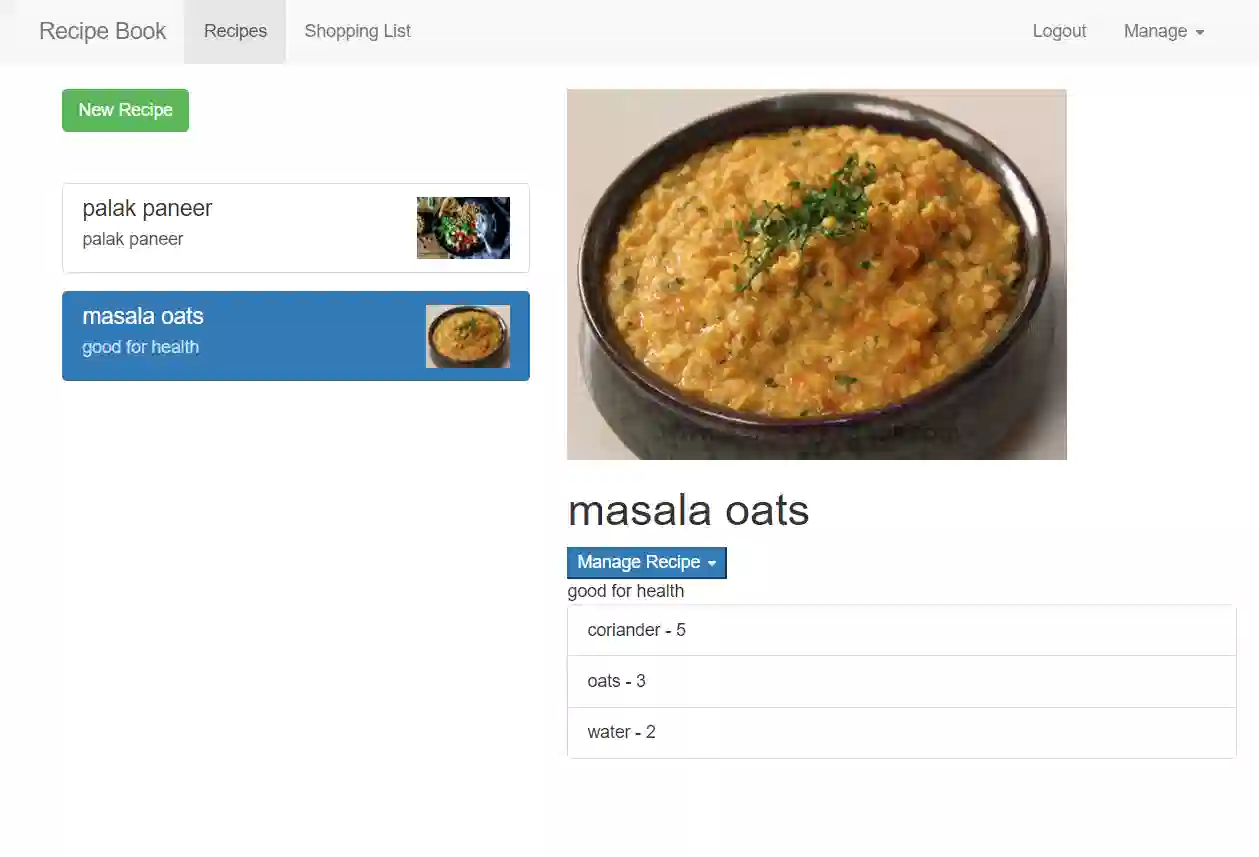 Recipe Book Recipes Shopping List Logout Manage
New Recipe
palak paneer
palak paneer
masala oats
good for health
masala oats
Manage Recipe
good for health
coriander - 5
oats - 3
water - 2